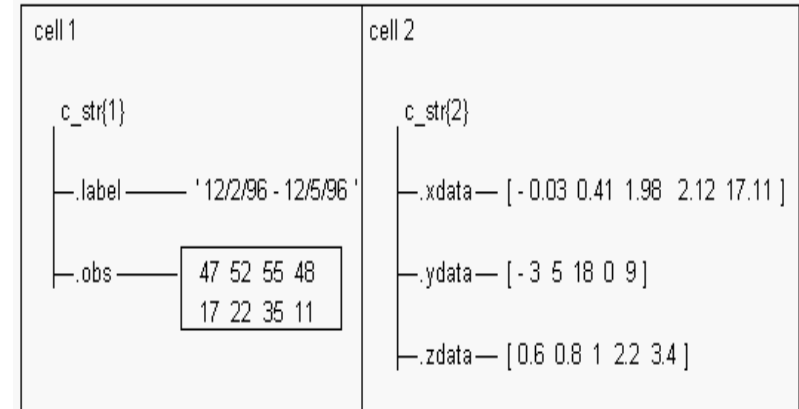 cell 1
c_str{1}
.label ' 12/2/96 - 12/5/96 '
.obs 47 52 55 48
17 22 35 11
cell 2
c_str{2}
.xdata [ - 0.03 0.41 1.98 2.12 17.11 ]
.ydata [ - 3 5 18 0 9 ]
.zdata [ 0.6 0.8 1 2.2 3.4 ]